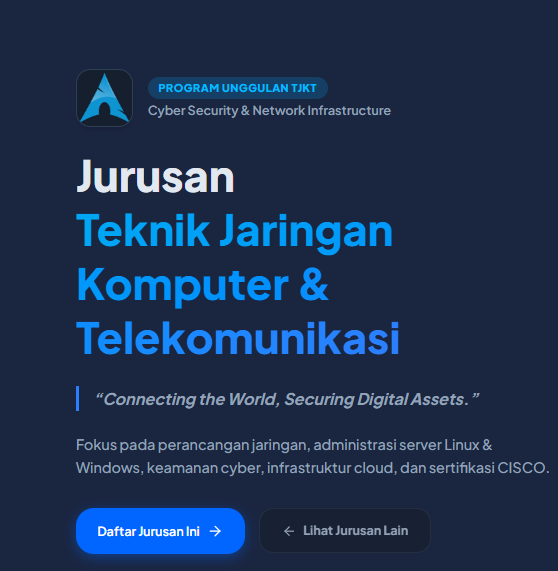 PROGRAM UNGGULAN TJKT
Cyber Security & Network Infrastructure
Jurusan
Teknik Jaringan
Komputer &
Telekomunikasi
“Connecting the World, Securing Digital Assets.”
Fokus pada perancangan jaringan, administrasi server Linux &
Windows, keamanan cyber, infrastruktur cloud, dan sertifikasi CISCO.
Daftar Jurusan Ini →
← Lihat Jurusan Lain